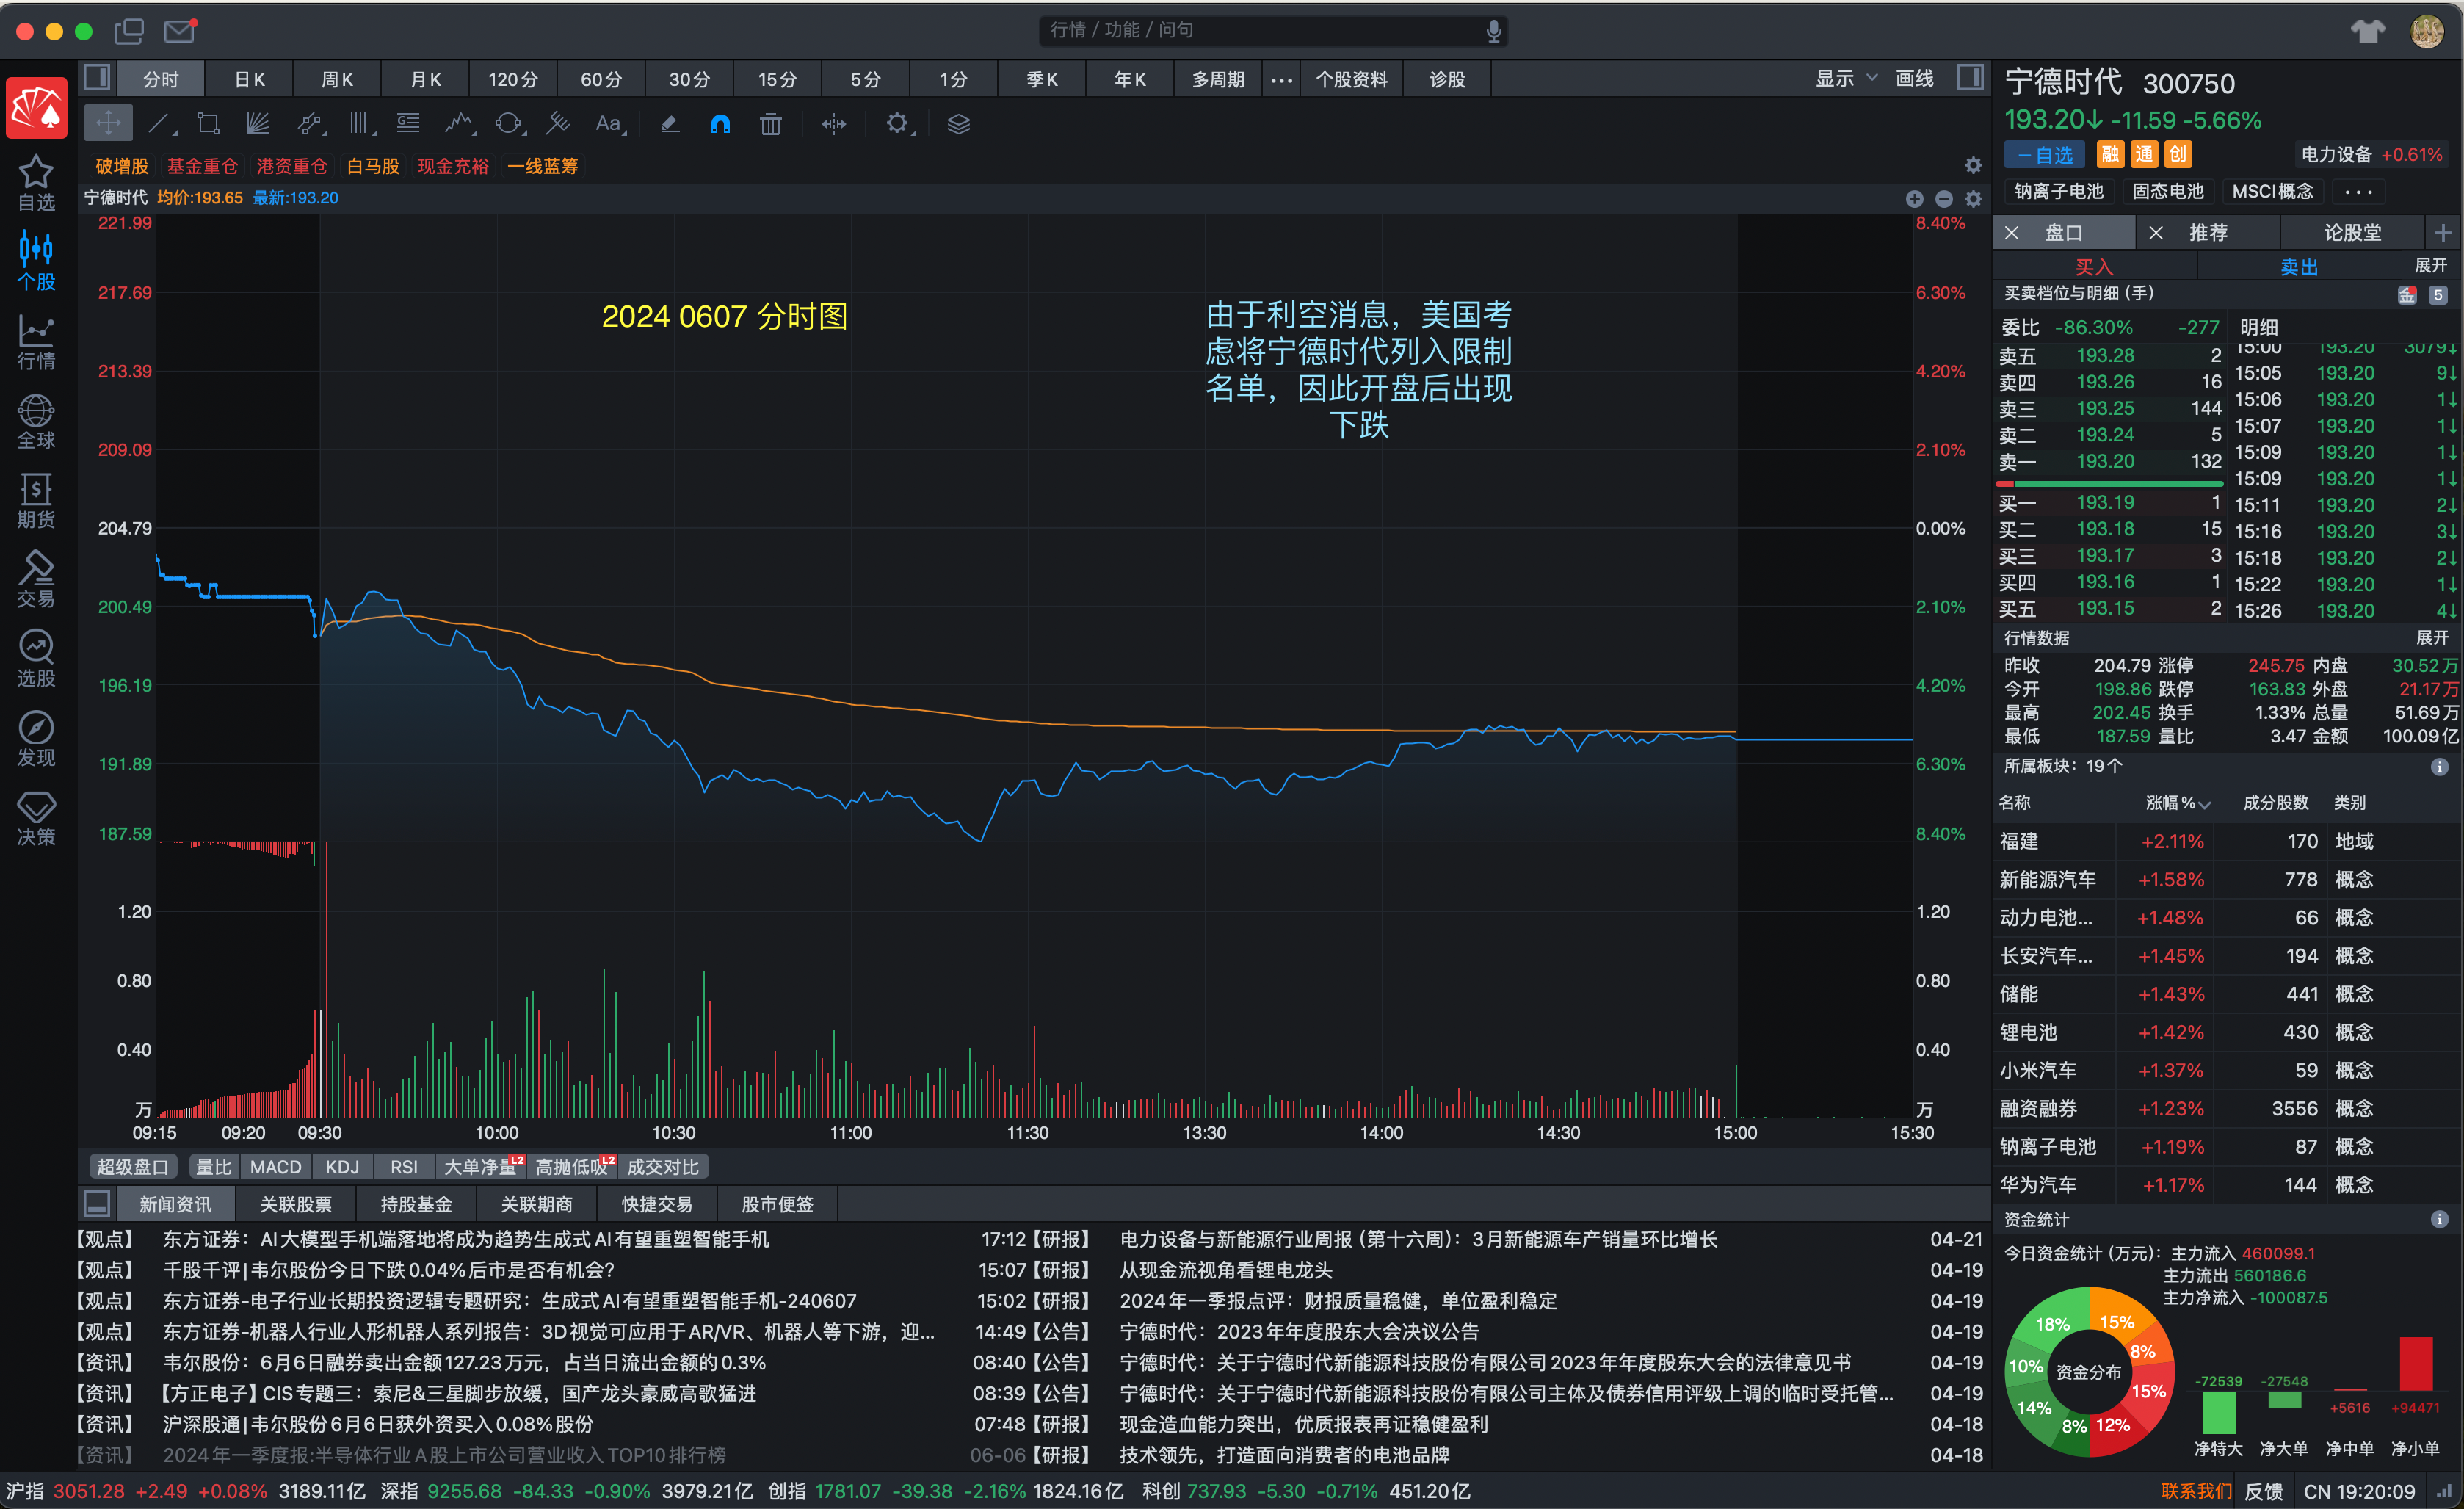 行情 / 功能 / 问句
分时 日K 周K 月K 120分 60分 30分 15分 5分 1分 季K 年K 多周期 ••• 个股资料 诊股 显示 画线
Aa
破增股 基金重仓 港资重仓 白马股 现金充裕 一线蓝筹
宁德时代 均价:193.65 最新:193.20
自选
个股
行情
全球
期货
交易
选股
发现
决策
221.99 8.40%
217.69 6.30%
213.39 4.20%
209.09 2.10%
204.79 0.00%
200.49 2.10%
196.19 4.20%
191.89 6.30%
187.59 8.40%
2024 0607 分时图
由于利空消息，美国考
虑将宁德时代列入限制
名单，因此开盘后出现
下跌
1.20 1.20
0.80 0.80
0.40 0.40
万 万
09:15 09:20 09:30 10:00 10:30 11:00 11:30 13:30 14:00 14:30 15:00 15:30
超级盘口 量比 MACD KDJ RSI 大单净量 L2 高抛低吸 L2 成交对比
新闻资讯 关联股票 持股基金 关联期商 快捷交易 股市便签
【观点】 东方证券：AI大模型手机端落地将成为趋势生成式AI有望重塑智能手机 17:12
【观点】 千股千评|韦尔股份今日下跌0.04%后市是否有机会? 15:07
【观点】 东方证券-电子行业长期投资逻辑专题研究：生成式AI有望重塑智能手机-240607 15:02
【观点】 东方证券-机器人行业人形机器人系列报告：3D视觉可应用于AR/VR、机器人等下游，迎... 14:49
【资讯】 韦尔股份：6月6日融券卖出金额127.23万元，占当日流出金额的0.3% 08:40
【资讯】 【方正电子】CIS专题三：索尼&三星脚步放缓，国产龙头豪威高歌猛进 08:39
【资讯】 沪深股通|韦尔股份6月6日获外资买入0.08%股份 07:48
【资讯】 2024年一季度报:半导体行业A股上市公司营业收入TOP10排行榜 06-06
【研报】 电力设备与新能源行业周报（第十六周）：3月新能源车产销量环比增长 04-21
【研报】 从现金流视角看锂电龙头 04-19
【研报】 2024年一季报点评：财报质量稳健，单位盈利稳定 04-19
【公告】 宁德时代：2023年年度股东大会决议公告 04-19
【公告】 宁德时代：关于宁德时代新能源科技股份有限公司2023年年度股东大会的法律意见书 04-19
【公告】 宁德时代：关于宁德时代新能源科技股份有限公司主体及债券信用评级上调的临时受托管... 04-19
【研报】 现金造血能力突出，优质报表再证稳健盈利 04-18
【研报】 技术领先，打造面向消费者的电池品牌 04-18
宁德时代 300750
193.20↓ -11.59 -5.66%
一自选 融 通 创 电力设备 +0.61%
钠离子电池 固态电池 MSCI概念 •••
盘口 推荐 论股堂
买入 卖出 展开
买卖档位与明细（手） 金 5
委比 -86.30% -277 明细
卖五 193.28 2
卖四 193.26 16
卖三 193.25 144
卖二 193.24 5
卖一 193.20 132
买一 193.19 1
买二 193.18 15
买三 193.17 3
买四 193.16 1
买五 193.15 2
15:00 193.20 3079↓
15:05 193.20 9↓
15:06 193.20 1↓
15:07 193.20 1↓
15:09 193.20 1↓
15:09 193.20 1↓
15:11 193.20 2↓
15:16 193.20 3↓
15:18 193.20 2↓
15:22 193.20 1↓
15:26 193.20 4↓
行情数据 展开
昨收 204.79 涨停 245.75 内盘 30.52万
今开 198.86 跌停 163.83 外盘 21.17万
最高 202.45 换手 1.33% 总量 51.69万
最低 187.59 量比 3.47 金额 100.09亿
所属板块：19个
名称 涨幅% 成分股数 类别
福建 +2.11% 170 地域
新能源汽车 +1.58% 778 概念
动力电池... +1.48% 66 概念
长安汽车... +1.45% 194 概念
储能 +1.43% 441 概念
锂电池 +1.42% 430 概念
小米汽车 +1.37% 59 概念
融资融券 +1.23% 3556 概念
钠离子电池 +1.19% 87 概念
华为汽车 +1.17% 144 概念
资金统计
今日资金统计（万元）：主力流入 460099.1
主力流出 560186.6
主力净流入 -100087.5
资金分布
15%
8%
15%
12%
8%
14%
10%
18%
-72539 -27548 +5616 +94471
净特大 净大单 净中单 净小单
沪指 3051.28 +2.49 +0.08% 3189.11亿 深指 9255.68 -84.33 -0.90% 3979.21亿 创指 1781.07 -39.38 -2.16% 1824.16亿 科创 737.93 -5.30 -0.71% 451.20亿 联系我们 反馈 CN 19:20:09